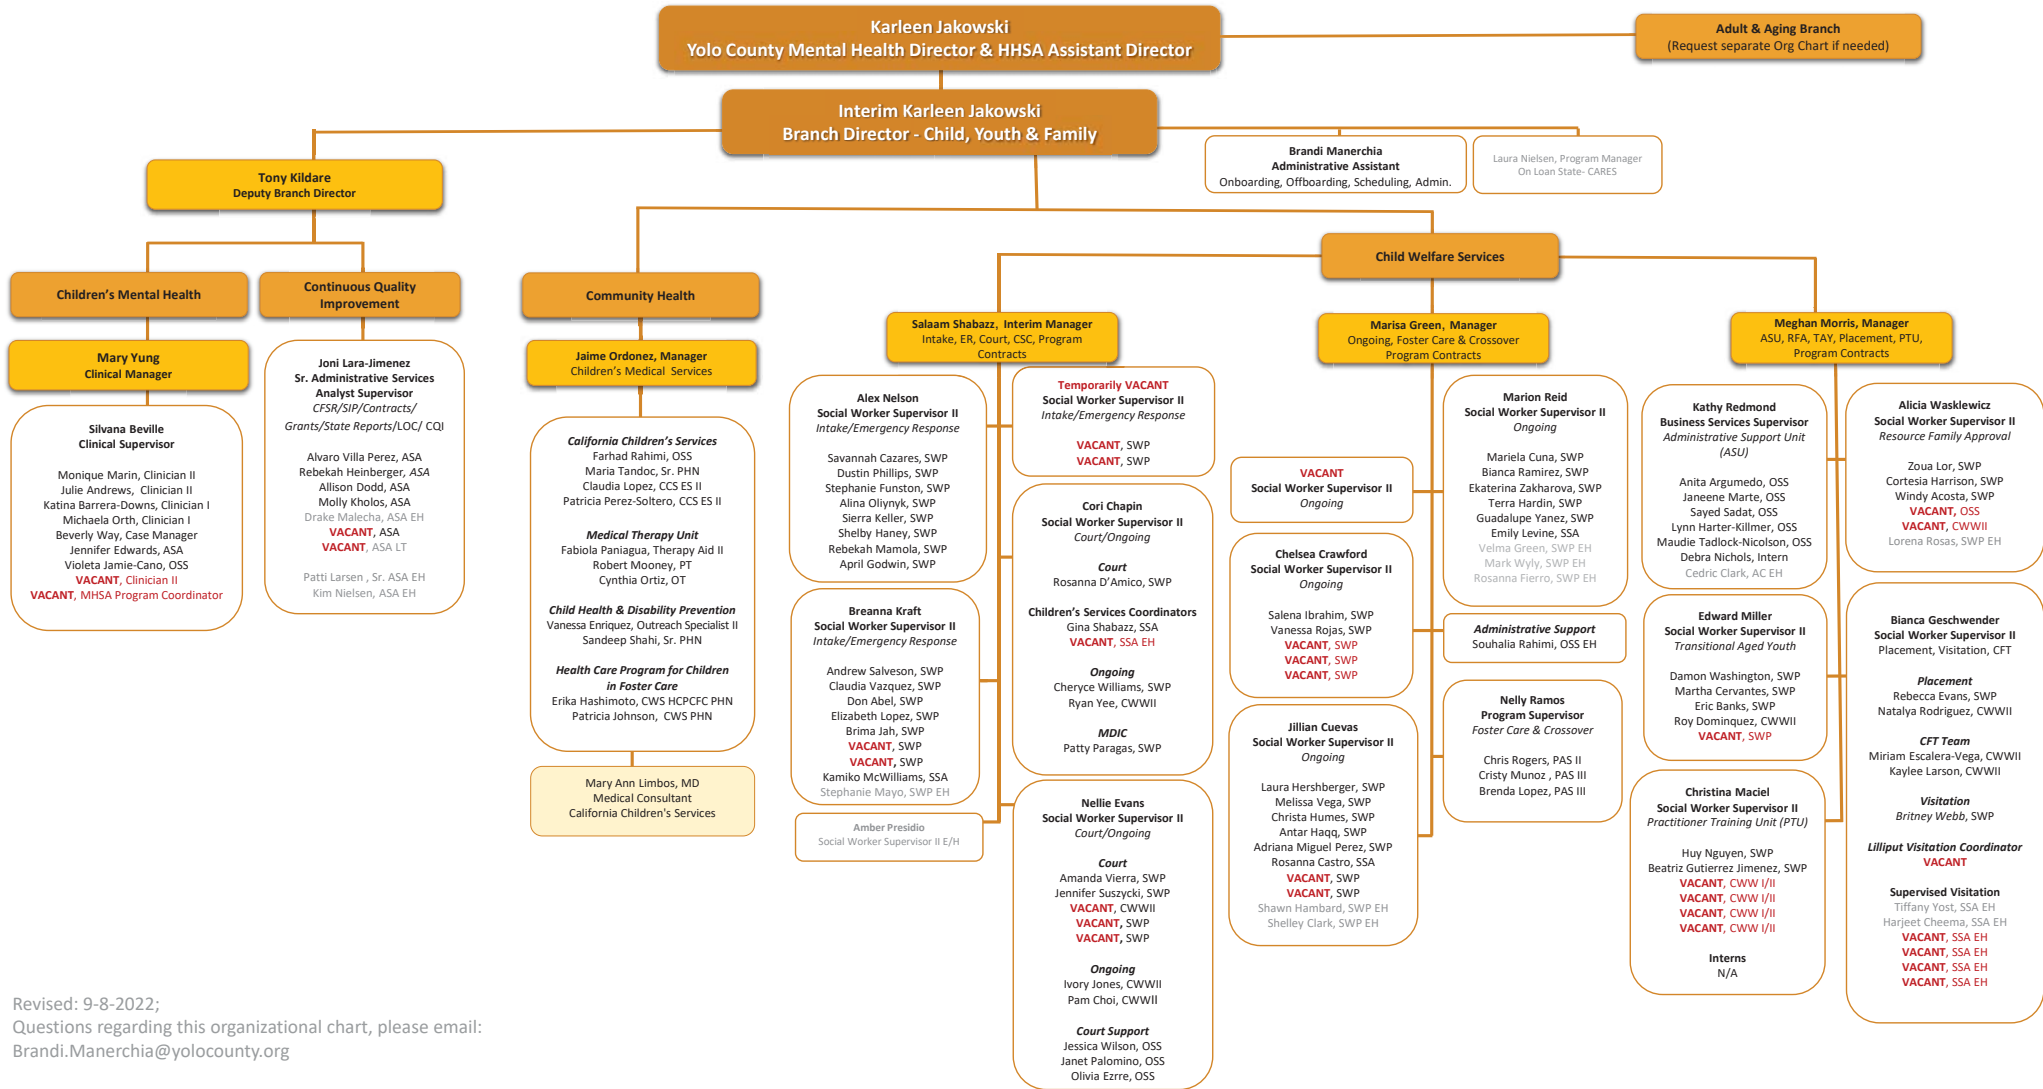 Karleen Jakowski
Yolo County Mental Health Director & HHSA Assistant Director
Adult & Aging Branch
(Request separate Org Chart if needed)
Interim Karleen Jakowski
Branch Director - Child, Youth & Family
Brandi Manerchia
Administrative Assistant
Onboarding, Offboarding, Scheduling, Admin.
Laura Nielsen, Program Manager
On Loan State- CARES
Tony Kildare
Deputy Branch Director
Children's Mental Health
Continuous Quality
Improvement
Mary Yung
Clinical Manager
Silvana Beville
Clinical Supervisor
Monique Marin, Clinician II
Julie Andrews, Clinician II
Katina Barrera-Downs, Clinician I
Michaela Orth, Clinician I
Beverly Way, Case Manager
Jennifer Edwards, ASA
Violeta Jamie-Cano, OSS
VACANT, Clinician II
VACANT, MHSA Program Coordinator
Joni Lara-Jimenez
Sr. Administrative Services
Analyst Supervisor
CFSR/SIP/Contracts/
Grants/State Reports/LOC/ CQI
Alvaro Villa Perez, ASA
Rebekah Heinberger, ASA
Allison Dodd, ASA
Molly Kholos, ASA
Drake Malecha, ASA EH
VACANT, ASA
VACANT, ASA LT
Patti Larsen , Sr. ASA EH
Kim Nielsen, ASA EH
Community Health
Jaime Ordonez, Manager
Children's Medical Services
California Children's Services
Farhad Rahimi, OSS
Maria Tandoc, Sr. PHN
Claudia Lopez, CCS ES II
Patricia Perez-Soltero, CCS ES II
Medical Therapy Unit
Fabiola Paniagua, Therapy Aid II
Robert Mooney, PT
Cynthia Ortiz, OT
Child Health & Disability Prevention
Vanessa Enriquez, Outreach Specialist II
Sandeep Shahi, Sr. PHN
Health Care Program for Children
in Foster Care
Erika Hashimoto, CWS HCPCFC PHN
Patricia Johnson, CWS PHN
Mary Ann Limbos, MD
Medical Consultant
California Children's Services
Child Welfare Services
Salaam Shabazz, Interim Manager
Intake, ER, Court, CSC, Program
Contracts
Alex Nelson
Social Worker Supervisor II
Intake/Emergency Response
Savannah Cazares, SWP
Dustin Phillips, SWP
Stephanie Funston, SWP
Alina Oliynyk, SWP
Sierra Keller, SWP
Shelby Haney, SWP
Rebekah Mamola, SWP
April Godwin, SWP
Breanna Kraft
Social Worker Supervisor II
Intake/Emergency Response
Andrew Salveson, SWP
Claudia Vazquez, SWP
Don Abel, SWP
Elizabeth Lopez, SWP
Brima Jah, SWP
VACANT, SWP
VACANT, SWP
Kamiko McWilliams, SSA
Stephanie Mayo, SWP EH
Amber Presidio
Social Worker Supervisor II E/H
Temporarily VACANT
Social Worker Supervisor II
Intake/Emergency Response
VACANT, SWP
VACANT, SWP
Cori Chapin
Social Worker Supervisor II
Court/Ongoing
Court
Rosanna D'Amico, SWP
Children's Services Coordinators
Gina Shabazz, SSA
VACANT, SSA EH
Ongoing
Cheryce Williams, SWP
Ryan Yee, CWWII
MDIC
Patty Paragas, SWP
Nellie Evans
Social Worker Supervisor II
Court/Ongoing
Court
Amanda Vierra, SWP
Jennifer Suszycki, SWP
VACANT, CWWII
VACANT, SWP
VACANT, SWP
Ongoing
Ivory Jones, CWWII
Pam Choi, CWWII
Court Support
Jessica Wilson, OSS
Janet Palomino, OSS
Olivia Ezrre, OSS
Marisa Green, Manager
Ongoing, Foster Care & Crossover
Program Contracts
VACANT
Social Worker Supervisor II
Ongoing
Chelsea Crawford
Social Worker Supervisor II
Ongoing
Salena Ibrahim, SWP
Vanessa Rojas, SWP
VACANT, SWP
VACANT, SWP
VACANT, SWP
Jillian Cuevas
Social Worker Supervisor II
Ongoing
Laura Hershberger, SWP
Melissa Vega, SWP
Christa Humes, SWP
Antar Haqq, SWP
Adriana Miguel Perez, SWP
Rosanna Castro, SSA
VACANT, SWP
VACANT, SWP
Shawn Hambard, SWP EH
Shelley Clark, SWP EH
Marion Reid
Social Worker Supervisor II
Ongoing
Mariela Cuna, SWP
Bianca Ramirez, SWP
Ekaterina Zakharova, SWP
Terra Hardin, SWP
Guadalupe Yanez, SWP
Emily Levine, SSA
Velma Green, SWP EH
Mark Wyly, SWP EH
Rosanna Fierro, SWP EH
Administrative Support
Souhalia Rahimi, OSS EH
Nelly Ramos
Program Supervisor
Foster Care & Crossover
Chris Rogers, PAS II
Cristy Munoz , PAS III
Brenda Lopez, PAS III
Meghan Morris, Manager
ASU, RFA, TAY, Placement, PTU,
Program Contracts
Kathy Redmond
Business Services Supervisor
Administrative Support Unit
(ASU)
Anita Argumedo, OSS
Janeene Marte, OSS
Sayed Sadat, OSS
Lynn Harter-Killmer, OSS
Maudie Tadlock-Nicolson, OSS
Debra Nichols, Intern
Cedric Clark, AC EH
Edward Miller
Social Worker Supervisor II
Transitional Aged Youth
Damon Washington, SWP
Martha Cervantes, SWP
Eric Banks, SWP
Roy Dominquez, CWWII
VACANT, SWP
Christina Maciel
Social Worker Supervisor II
Practitioner Training Unit (PTU)
Huy Nguyen, SWP
Beatriz Gutierrez Jimenez, SWP
VACANT, CWW I/II
VACANT, CWW I/II
VACANT, CWW I/II
VACANT, CWW I/II
Interns
N/A
Alicia Wasklewicz
Social Worker Supervisor II
Resource Family Approval
Zoua Lor, SWP
Cortesia Harrison, SWP
Windy Acosta, SWP
VACANT, OSS
VACANT, CWWII
Lorena Rosas, SWP EH
Bianca Geschwender
Social Worker Supervisor II
Placement, Visitation, CFT
Placement
Rebecca Evans, SWP
Natalya Rodriguez, CWWII
CFT Team
Miriam Escalera-Vega, CWWII
Kaylee Larson, CWWII
Visitation
Britney Webb, SWP
Lilliput Visitation Coordinator
VACANT
Supervised Visitation
Tiffany Yost, SSA EH
Harjeet Cheema, SSA EH
VACANT, SSA EH
VACANT, SSA EH
VACANT, SSA EH
VACANT, SSA EH
Revised: 9-8-2022;
Questions regarding this organizational chart, please email:
Brandi.Manerchia@yolocounty.org